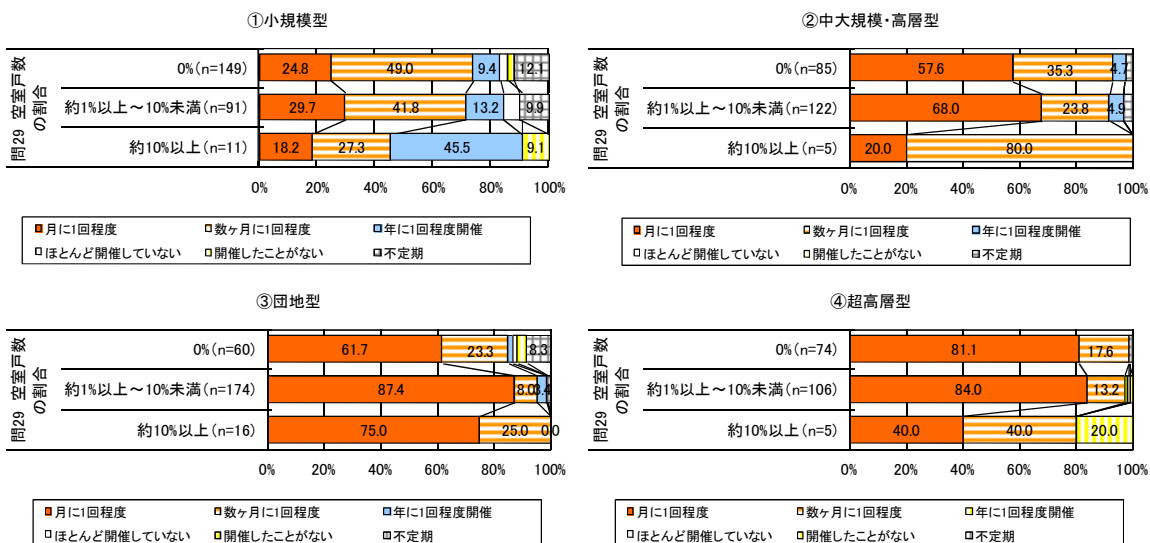 ①小規模型
問29 空室戸数
の割合
0%(n=149)
24.8
49.0
9.4
12.1
約1%以上～10%未満(n=91)
29.7
41.8
13.2
9.9
約10%以上(n=11)
18.2
27.3
45.5
9.1
0% 20% 40% 60% 80% 100%
月に1回程度 数ヶ月に1回程度 年に1回程度開催
ほとんど開催していない 開催したことがない 不定期
②中大規模・高層型
問29 空室戸数
の割合
0%(n=85)
57.6
35.3
4.7
約1%以上～10%未満(n=122)
68.0
23.8
4.9
約10%以上(n=5)
20.0
80.0
0% 20% 40% 60% 80% 100%
月に1回程度 数ヶ月に1回程度 年に1回程度開催
ほとんど開催していない 開催したことがない 不定期
③団地型
問29 空室戸数
の割合
0%(n=60)
61.7
23.3
8.3
約1%以上～10%未満(n=174)
87.4
8.0
3.4
約10%以上(n=16)
75.0
25.0
0.0
0% 20% 40% 60% 80% 100%
月に1回程度 数ヶ月に1回程度 年に1回程度開催
ほとんど開催していない 開催したことがない 不定期
④超高層型
問29 空室戸数
の割合
0%(n=74)
81.1
17.6
約1%以上～10%未満(n=106)
84.0
13.2
約10%以上(n=5)
40.0
40.0
20.0
0% 20% 40% 60% 80% 100%
月に1回程度 数ヶ月に1回程度 年に1回程度開催
ほとんど開催していない 開催したことがない 不定期